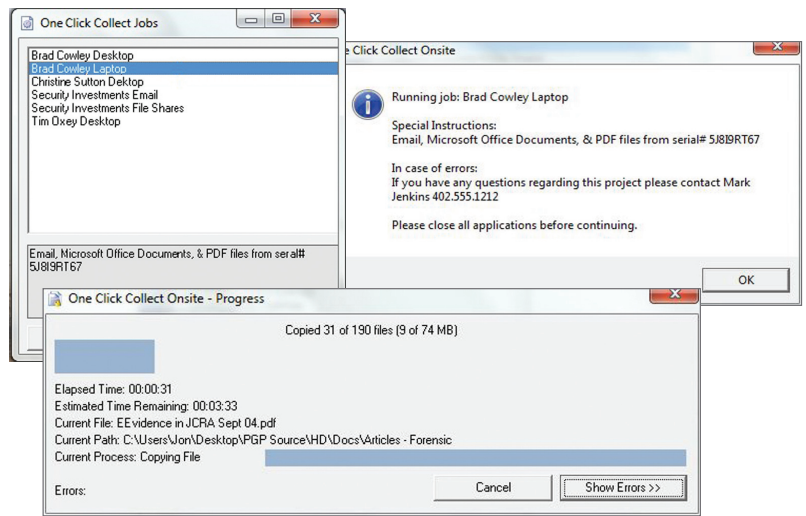 One Click Collect Jobs
Brad Cowley Desktop
Brad Cowley Laptop
Christine Sutton Dektop
Security Investments Email
Security Investments File Shares
Tim Oxey Desktop
Email, Microsoft Office Documents, & PDF files from seral#
5J8I9RT67
e Click Collect Onsite
Running job: Brad Cowley Laptop
Special Instructions:
Email, Microsoft Office Documents, & PDF files from serial# 5J8I9RT67
In case of errors:
If you have any questions regarding this project please contact Mark
Jenkins 402.555.1212
Please close all applications before continuing.
OK
One Click Collect Onsite - Progress
Copied 31 of 190 files (9 of 74 MB)
Elapsed Time: 00:00:31
Estimated Time Remaining: 00:03:33
Current File: EEvidence in JCRA Sept 04.pdf
Current Path: C:\Users\Jon\Desktop\PGP Source\HD\Docs\Articles - Forensic
Current Process: Copying File
Errors:
Cancel
Show Errors >>